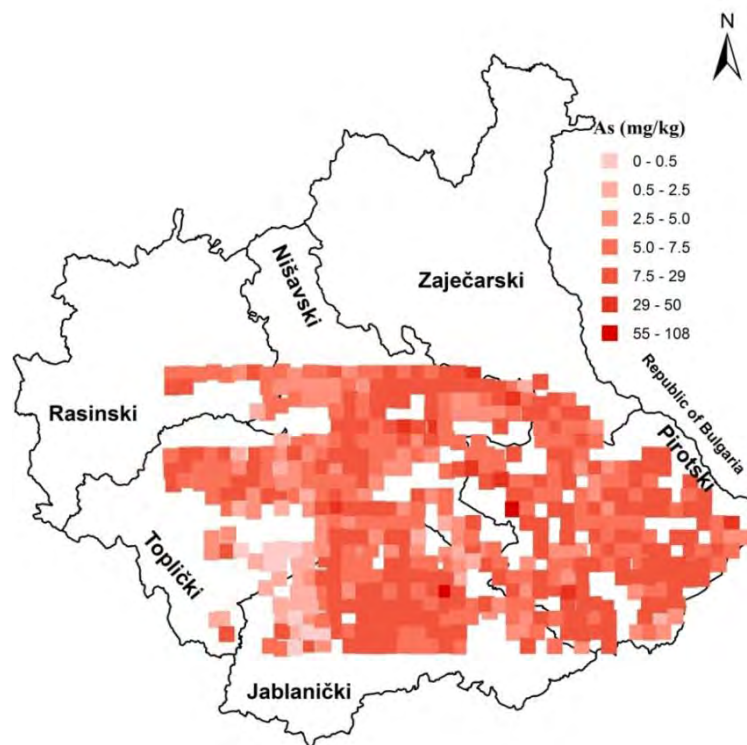 N
As (mg/kg)
0 - 0.5
0.5 - 2.5
2.5 - 5.0
5.0 - 7.5
7.5 - 29
29 - 50
55 - 108
Nišavski
Zaječarski
Republic of Bulgaria
Rasinski
Pirotski
Toplički
Jablanički